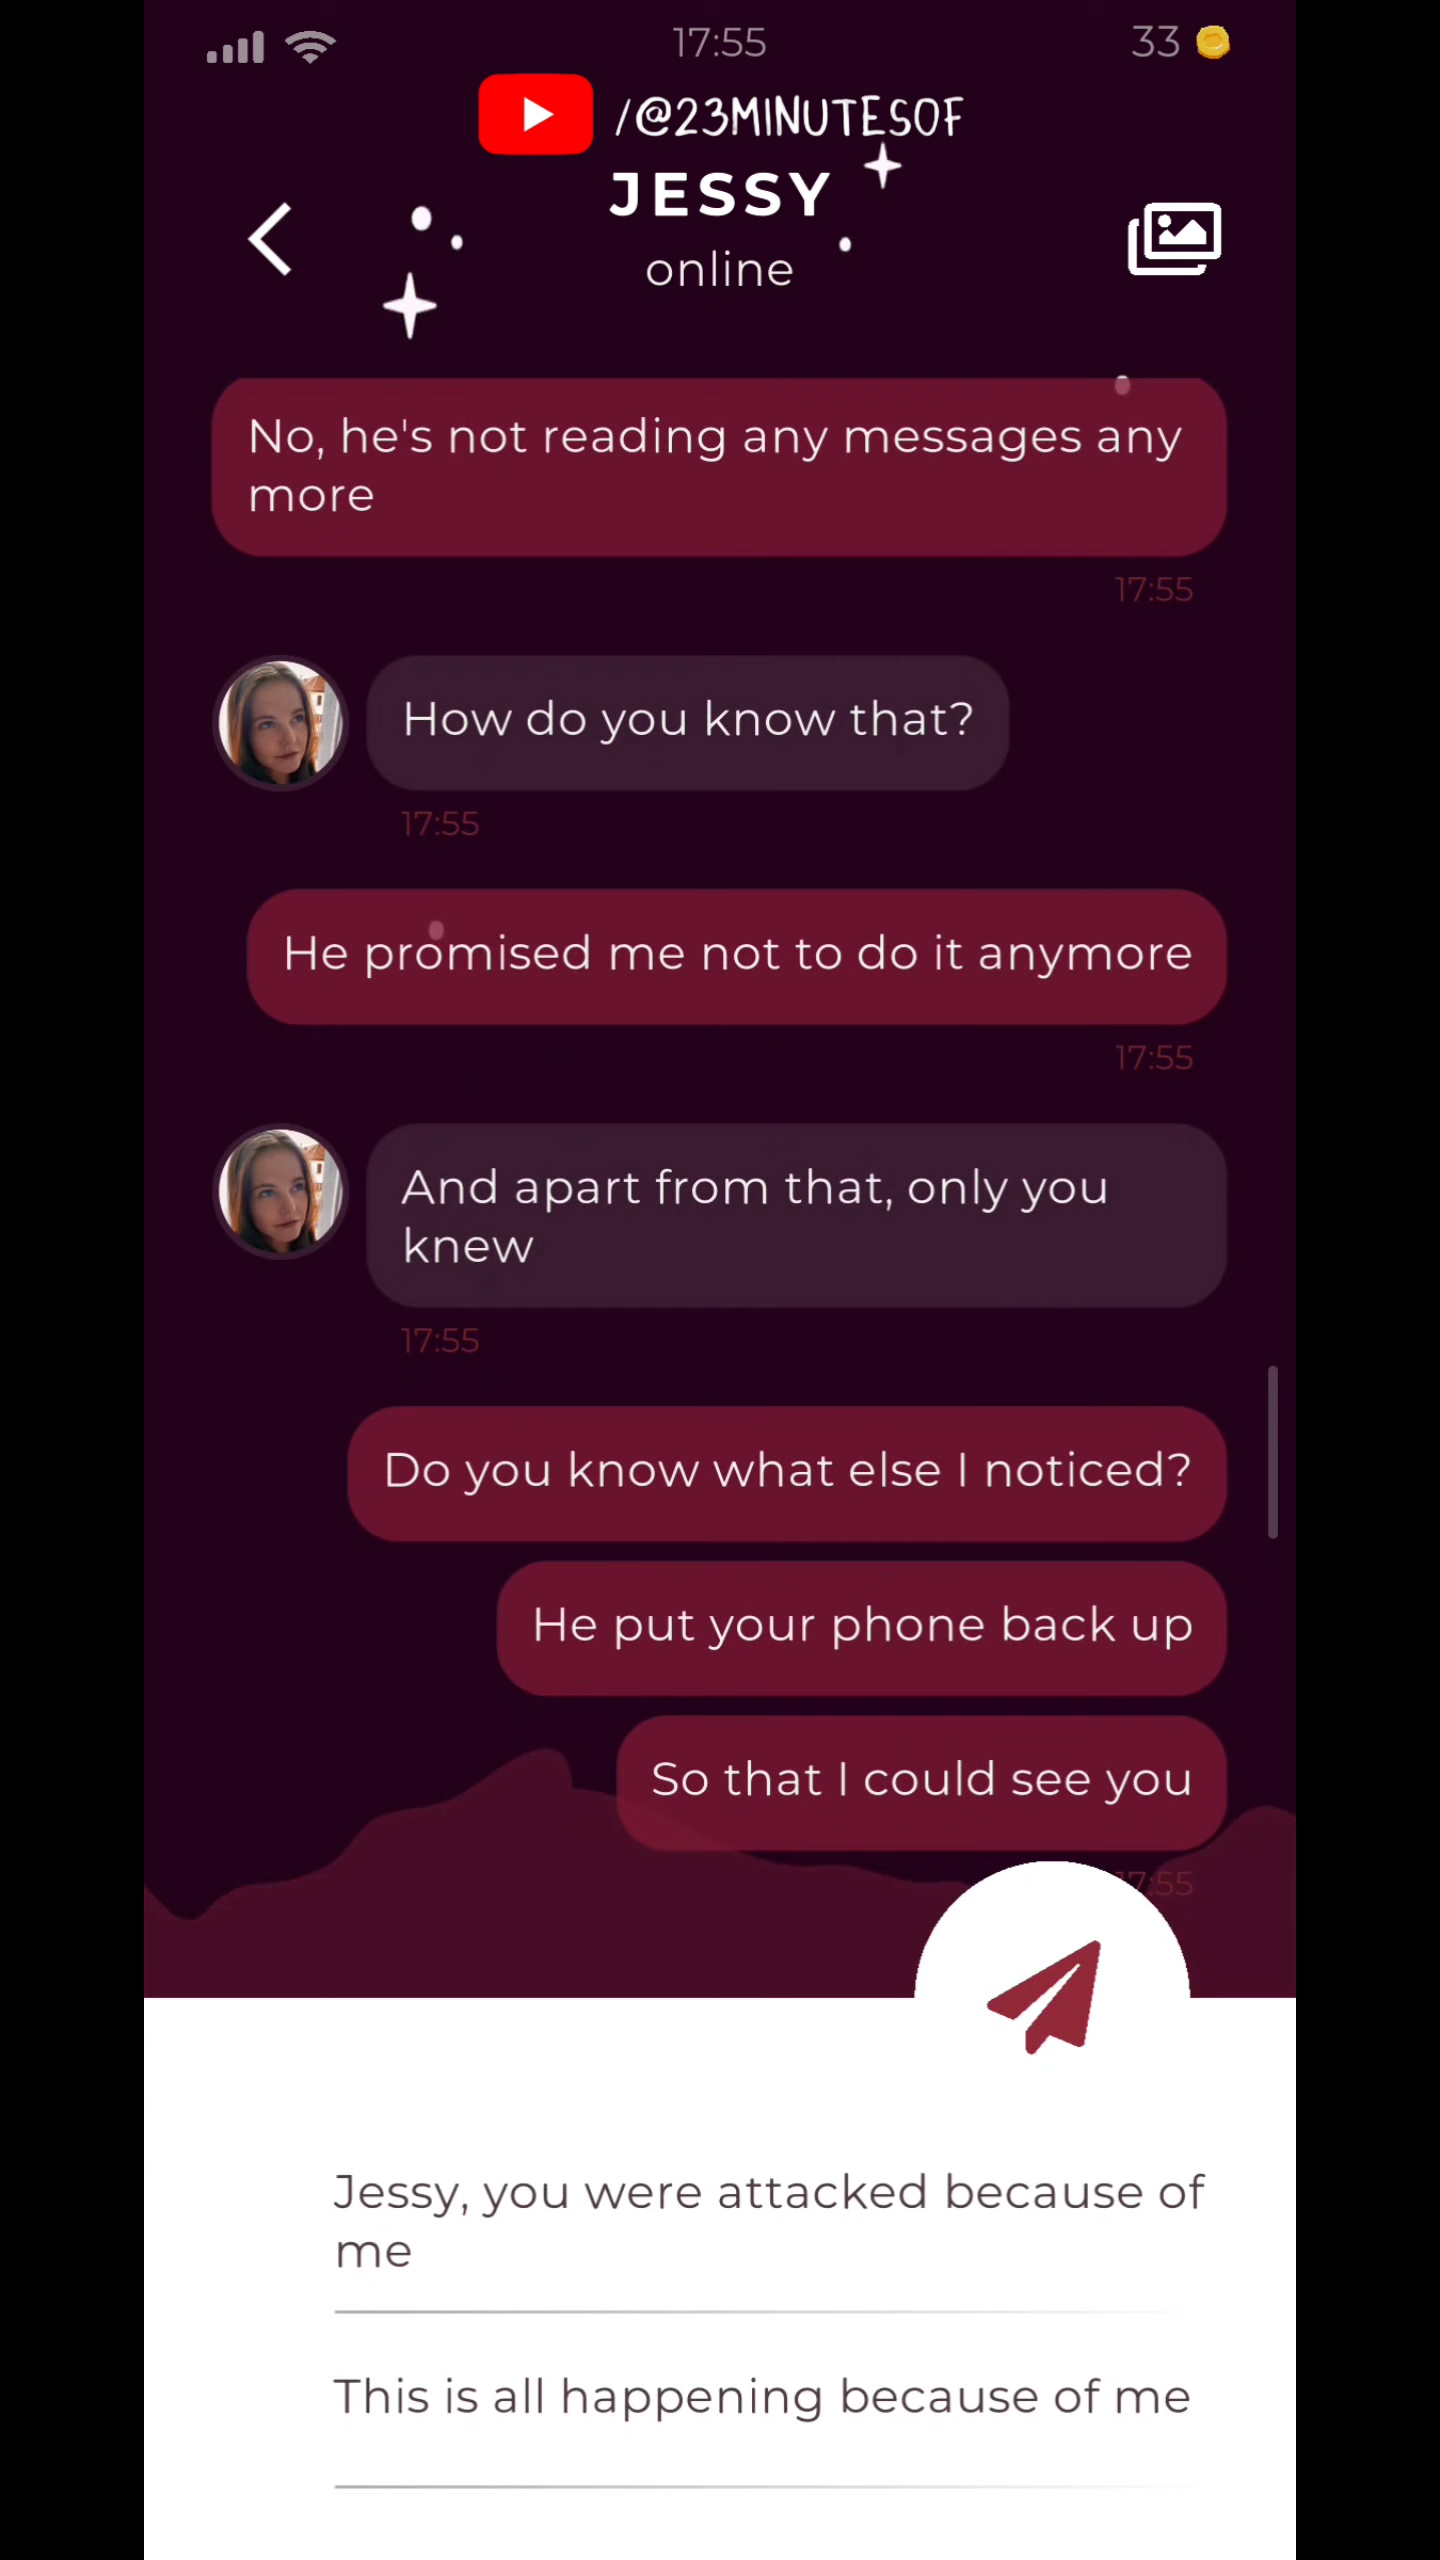 17:55
33
/@23MINUTESOF
JESSY
online
No, he's not reading any messages any
more
17:55
How do you know that?
17:55
He promised me not to do it anymore
17:55
And apart from that, only you
knew
17:55
Do you know what else I noticed?
He put your phone back up
So that I could see you
17:55
Jessy, you were attacked because of
me
This is all happening because of me